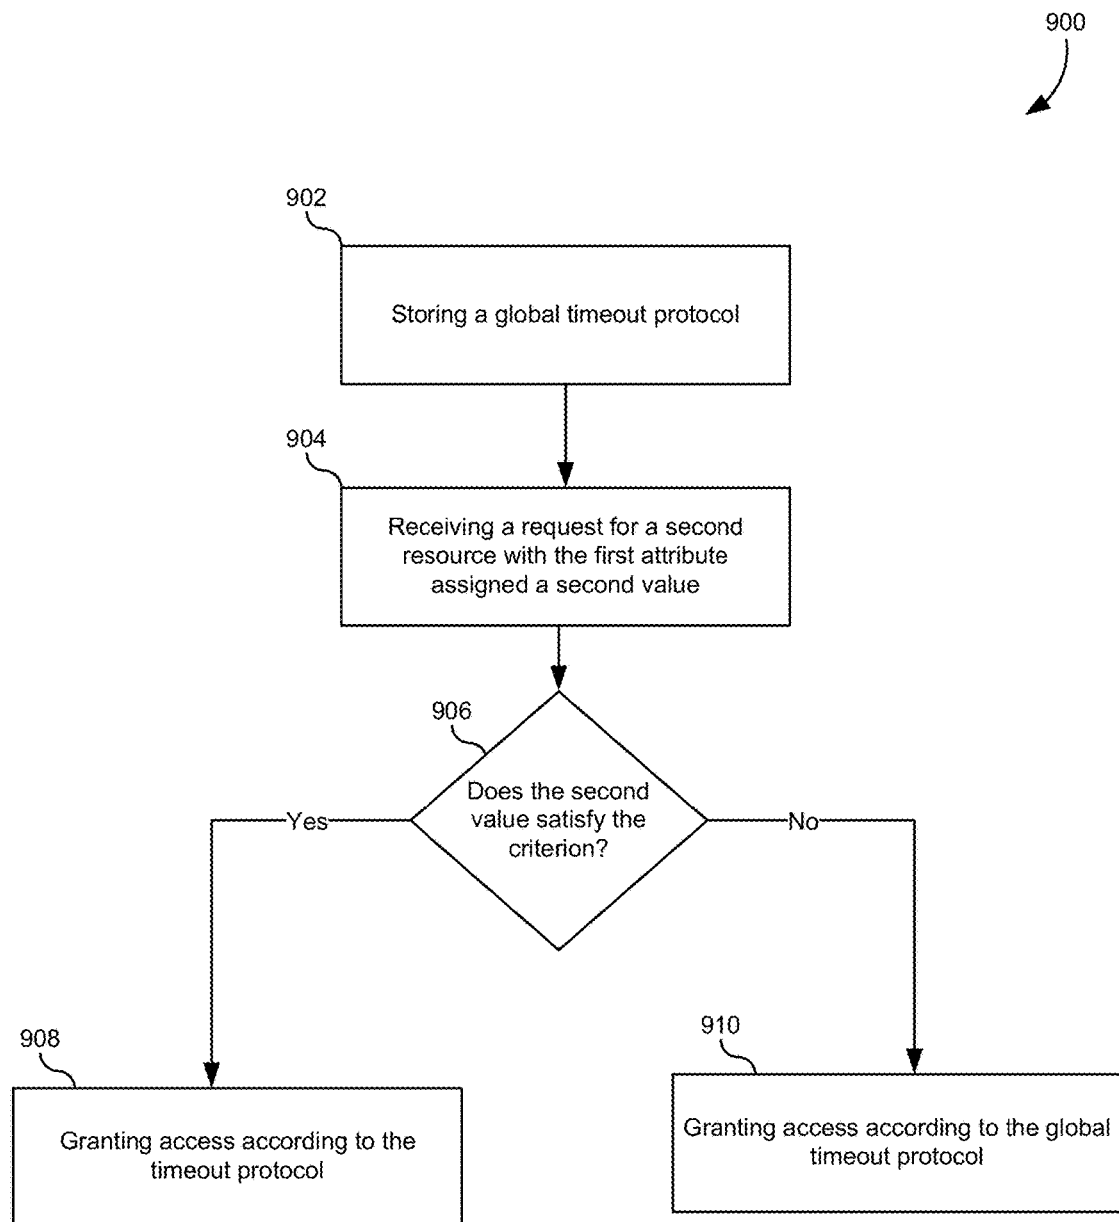 900
902
Storing a global timeout protocol
904
Receiving a request for a second
resource with the first attribute
assigned a second value
906
Does the second
value satisfy the
criterion?
Yes
No
908
Granting access according to the
timeout protocol
910
Granting access according to the global
timeout protocol